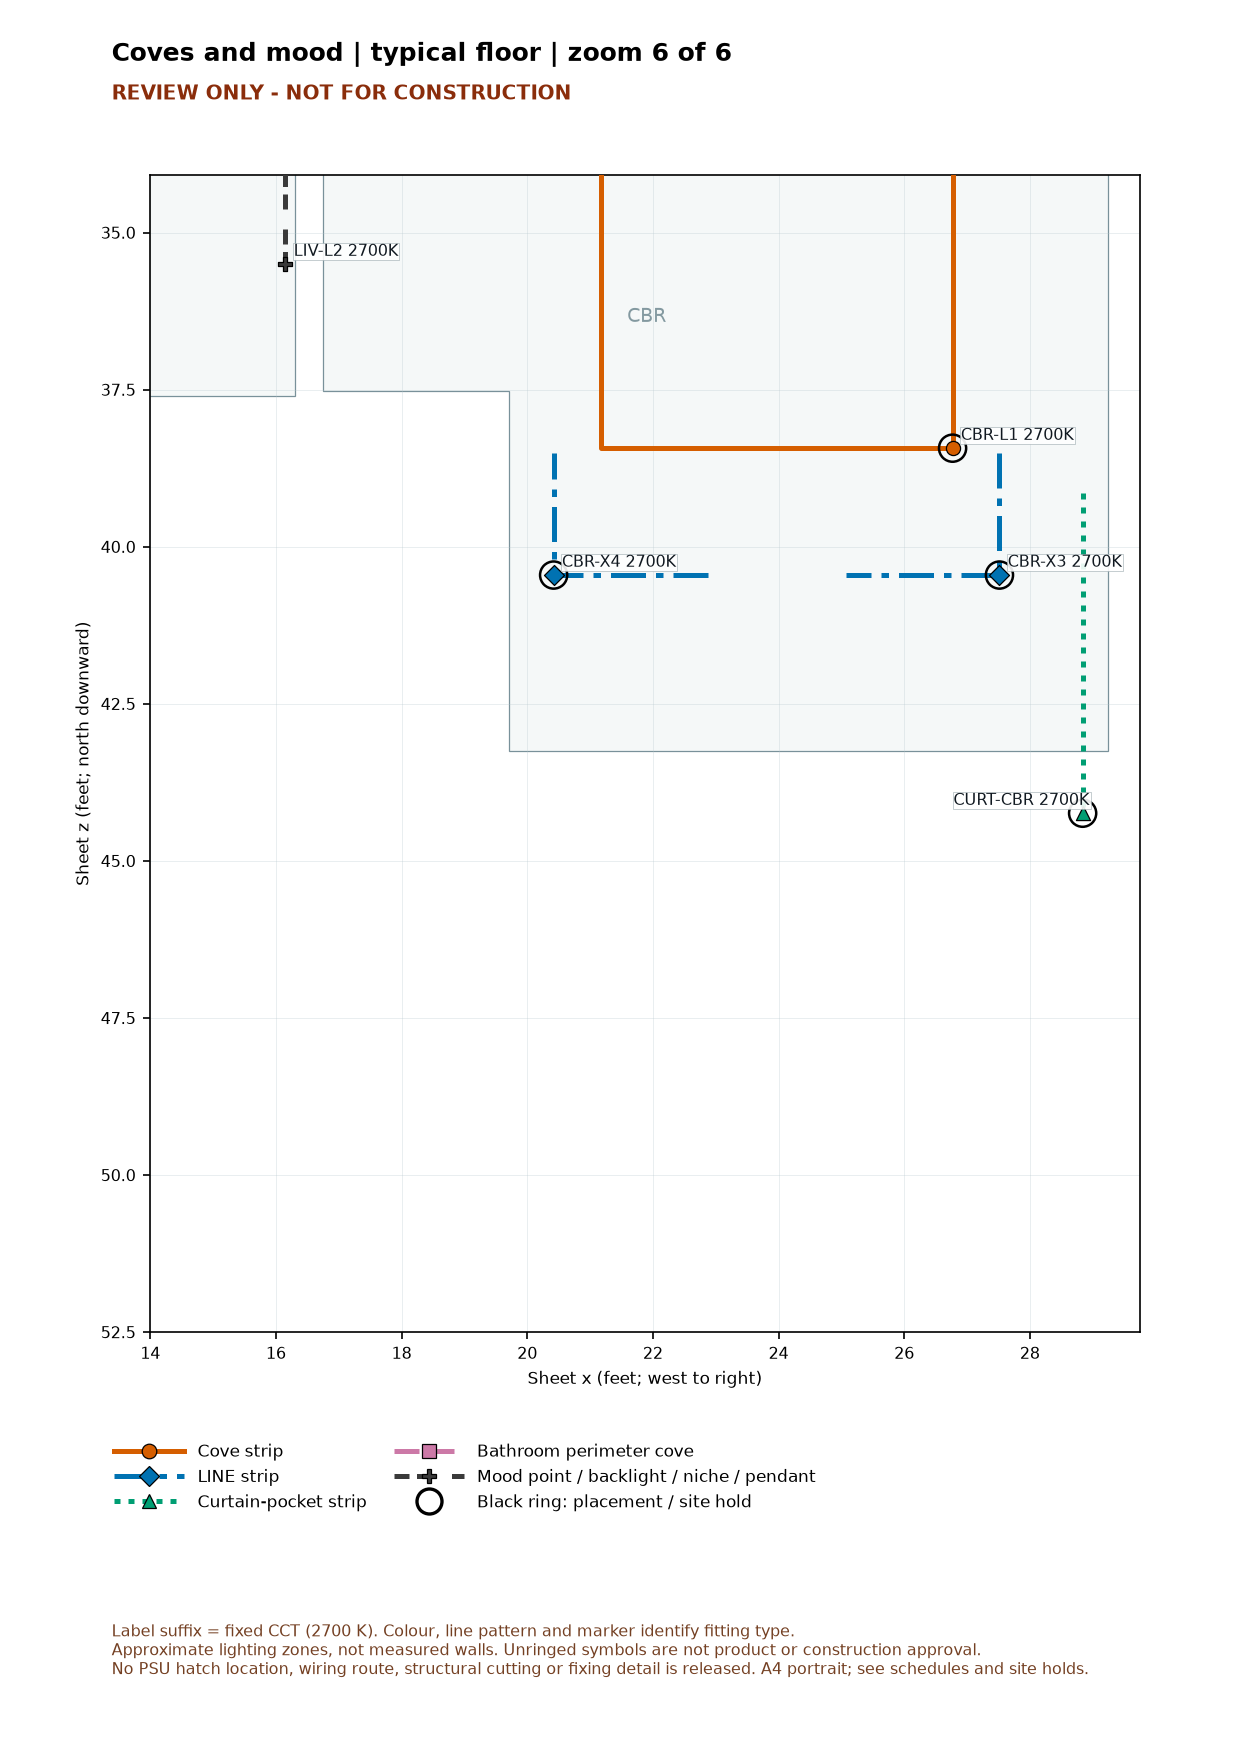 Coves and mood | typical floor | zoom 6 of 6
REVIEW ONLY - NOT FOR CONSTRUCTION
35.0
LIV-L2 2700K
CBR
37.5
CBR-L1 2700K
40.0
CBR-X4 2700K
CBR-X3 2700K
Sheet z (feet; north downward)
42.5
CURT-CBR 2700K
45.0
47.5
50.0
52.5
14 16 18 20 22 24 26 28
Sheet x (feet; west to right)
Cove strip
LINE strip
Curtain-pocket strip
Bathroom perimeter cove
Mood point / backlight / niche / pendant
Black ring: placement / site hold
Label suffix = fixed CCT (2700 K). Colour, line pattern and marker identify fitting type.
Approximate lighting zones, not measured walls. Unringed symbols are not product or construction approval.
No PSU hatch location, wiring route, structural cutting or fixing detail is released. A4 portrait; see schedules and site holds.